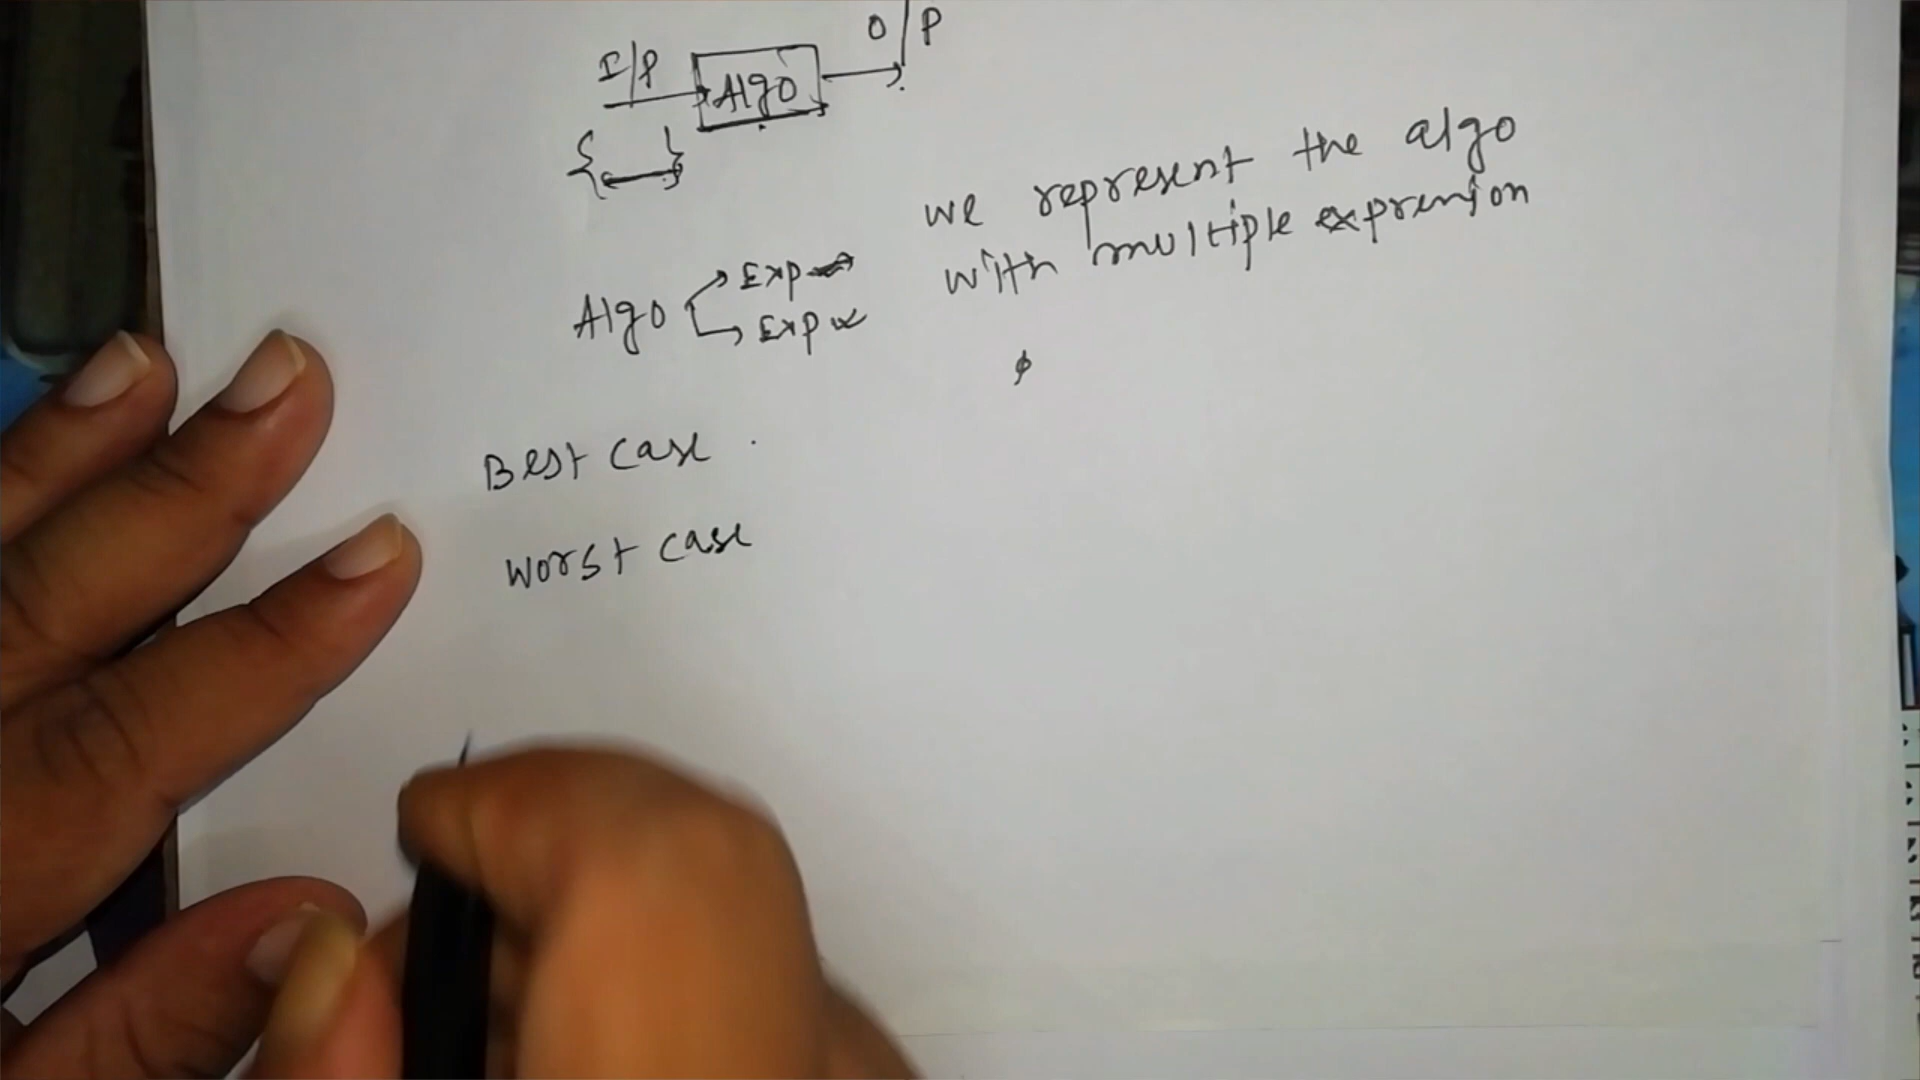 I/P Algo O/P
we represent the algo
with multiple expression
Algo Exp
Exp
Best case
worst case